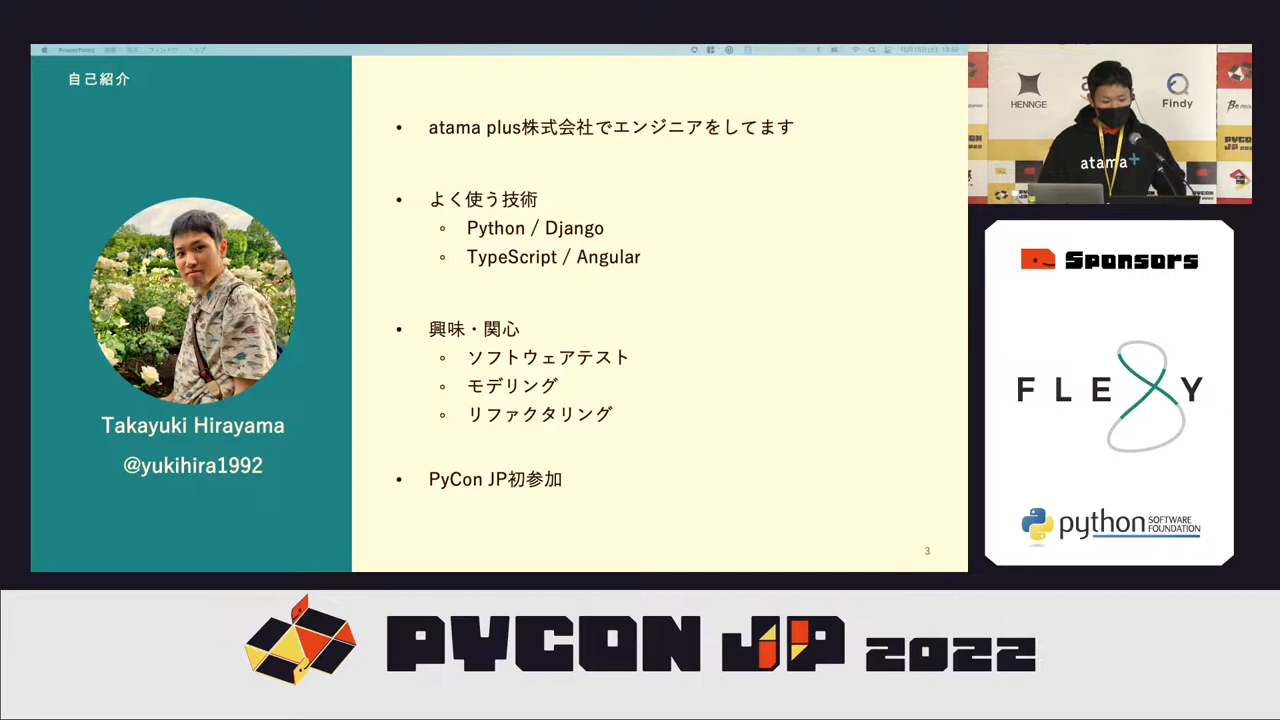 PowerPoint
自己紹介
Takayuki Hirayama
@yukihira1992
• atama plus株式会社でエンジニアをしてます
• よく使う技術
◦ Python / Django
◦ TypeScript / Angular
• 興味・関心
◦ ソフトウェアテスト
◦ モデリング
◦ リファクタリング
• PyCon JP初参加
3
HENNGE
Findy
atama+
Sponsors
FLEXY
python SOFTWARE FOUNDATION
PYCON JP 2022